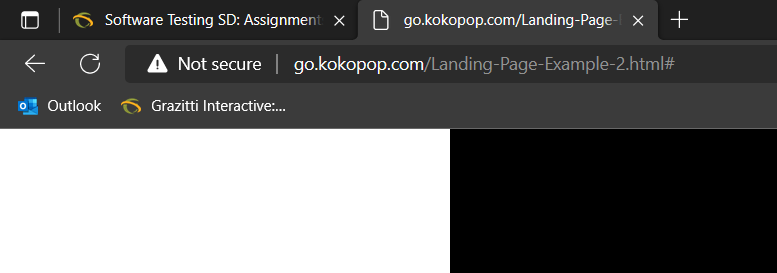 Software Testing SD: Assignment
go.kokopop.com/Landing-Page-
Not secure
go.kokopop.com/Landing-Page-Example-2.html#
Outlook
Grazitti Interactive:...